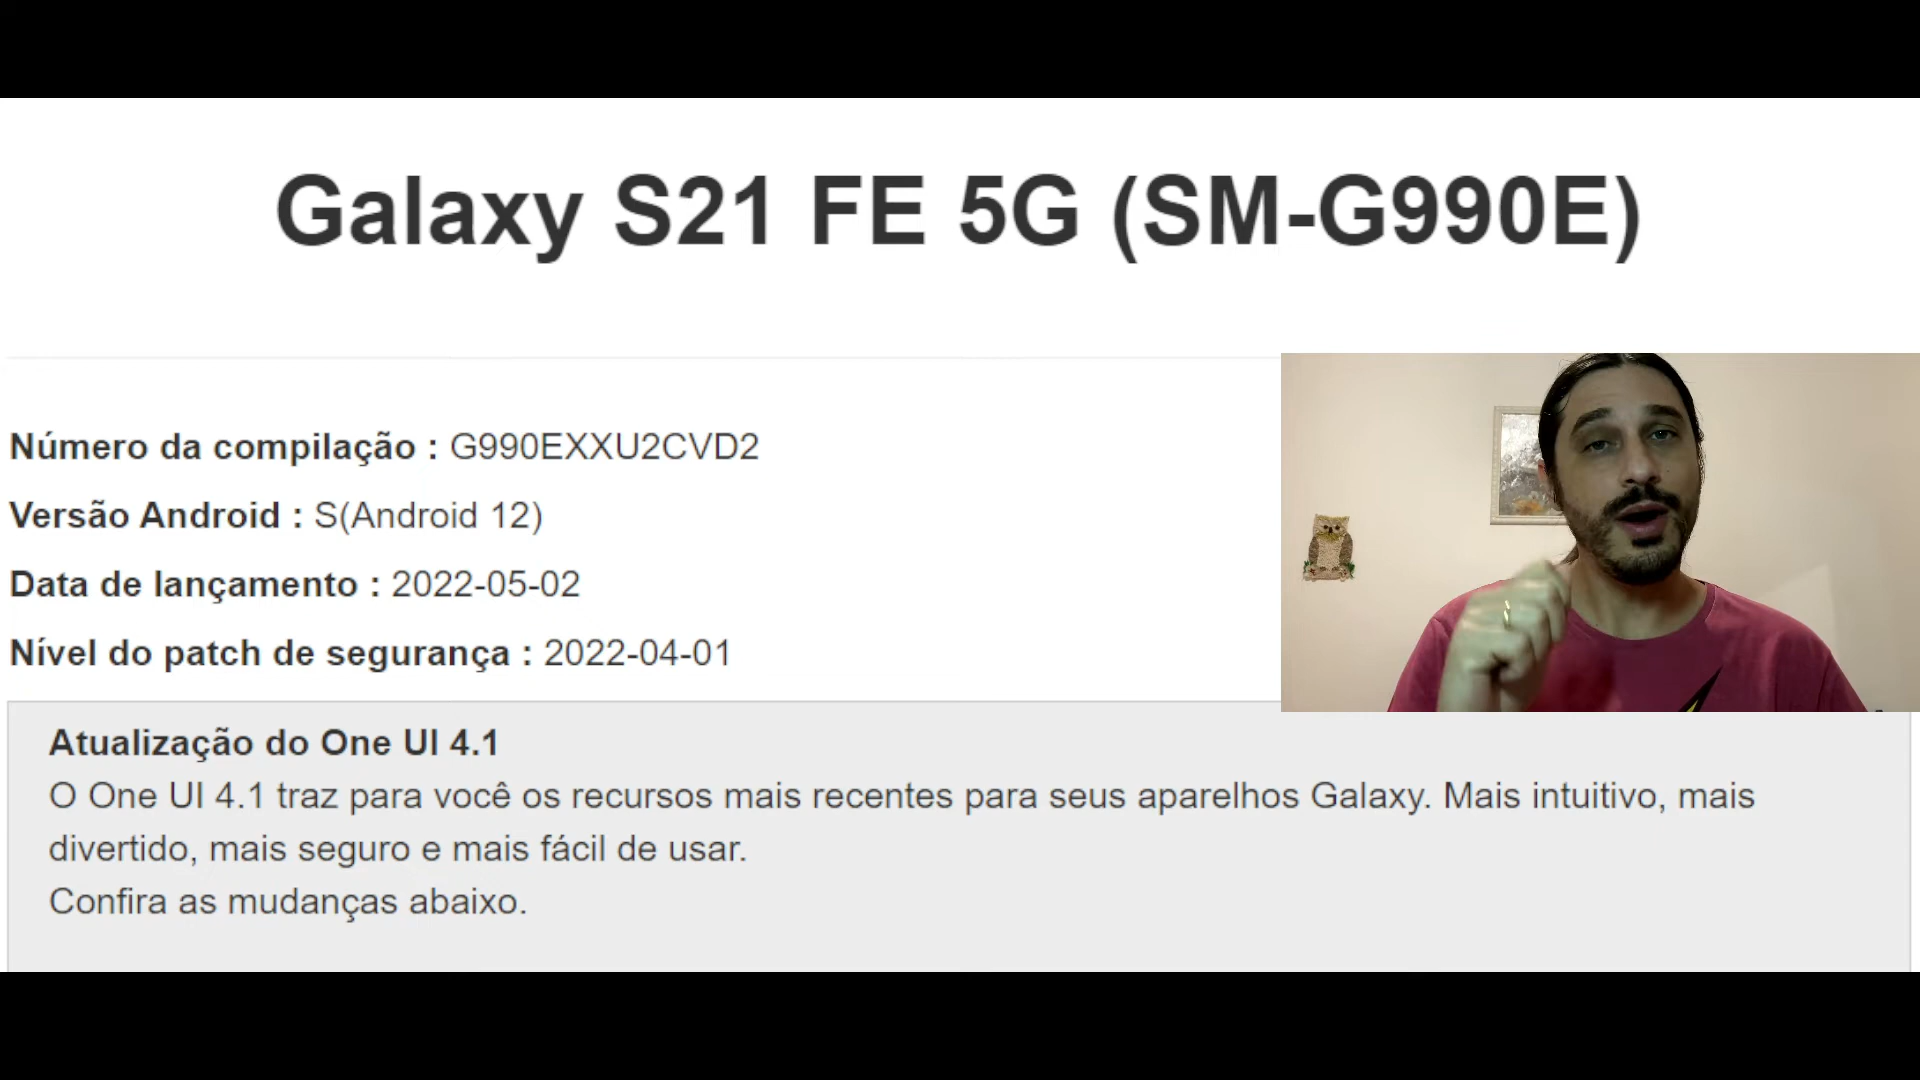 Galaxy S21 FE 5G (SM-G990E)
Número da compilação : G990EXXU2CVD2
Versão Android : S(Android 12)
Data de lançamento : 2022-05-02
Nível do patch de segurança : 2022-04-01
Atualização do One UI 4.1
O One UI 4.1 traz para você os recursos mais recentes para seus aparelhos Galaxy. Mais intuitivo, mais
divertido, mais seguro e mais fácil de usar.
Confira as mudanças abaixo.